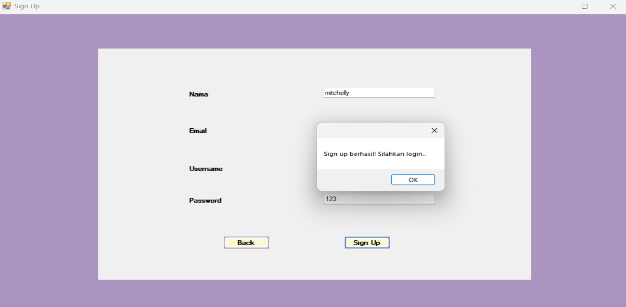 Sign Up
Nama
mitchelly
Email
Sign up berhasil! Silahkan login..
Username
OK
Password
123
Back
Sign Up